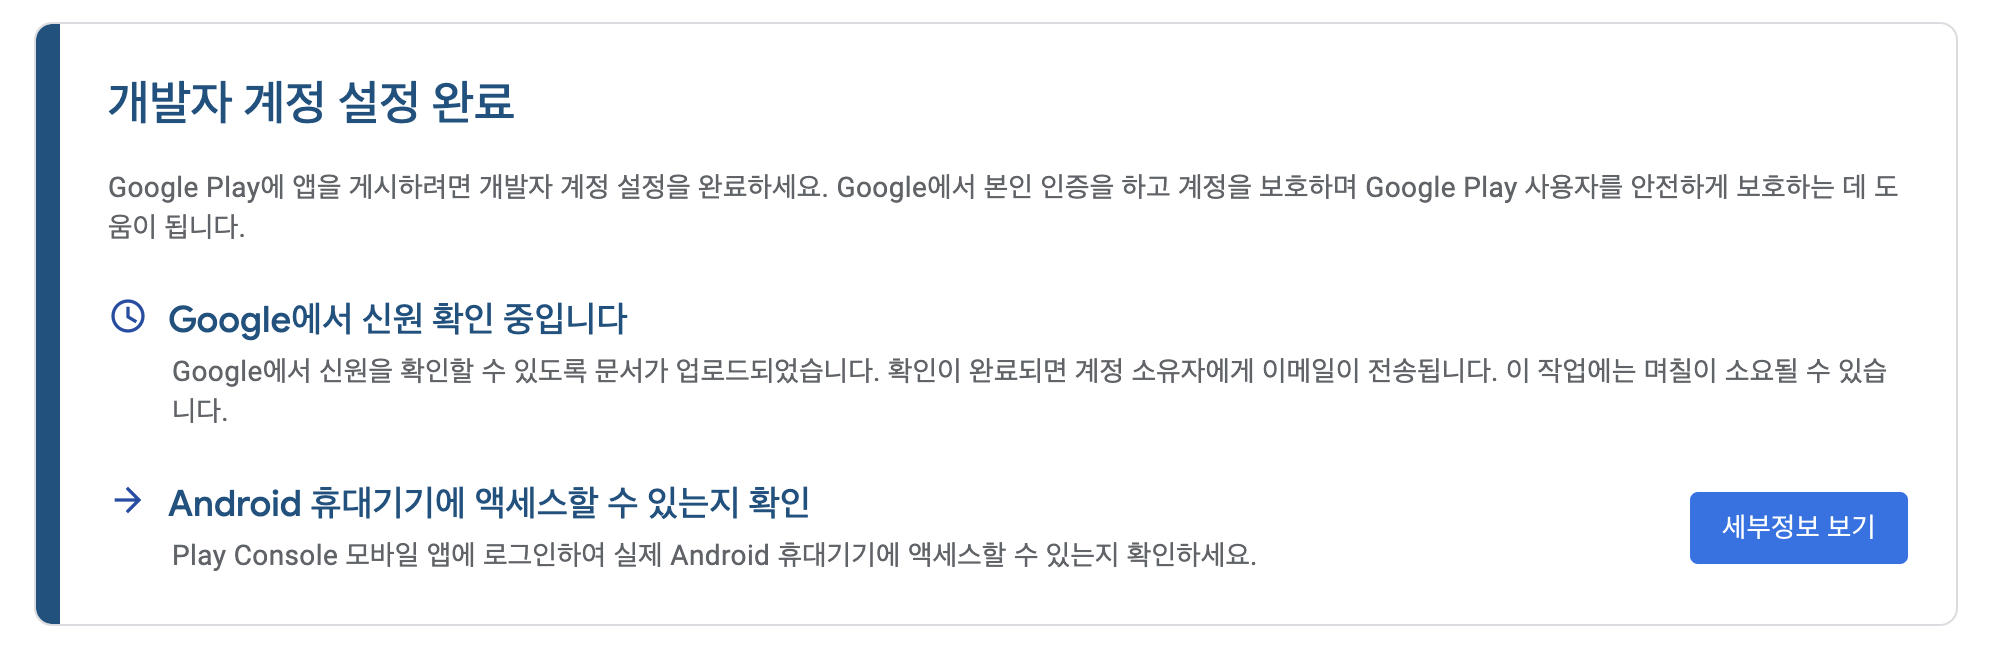 개발자 계정 설정 완료
Google Play에 앱을 게시하려면 개발자 계정 설정을 완료하세요. Google에서 본인 인증을 하고 계정을 보호하며 Google Play 사용자를 안전하게 보호하는 데 도
움이 됩니다.
Google에서 신원 확인 중입니다
Google에서 신원을 확인할 수 있도록 문서가 업로드되었습니다. 확인이 완료되면 계정 소유자에게 이메일이 전송됩니다. 이 작업에는 며칠이 소요될 수 있습
니다.
Android 휴대기기에 액세스할 수 있는지 확인
Play Console 모바일 앱에 로그인하여 실제 Android 휴대기기에 액세스할 수 있는지 확인하세요.
세부정보 보기